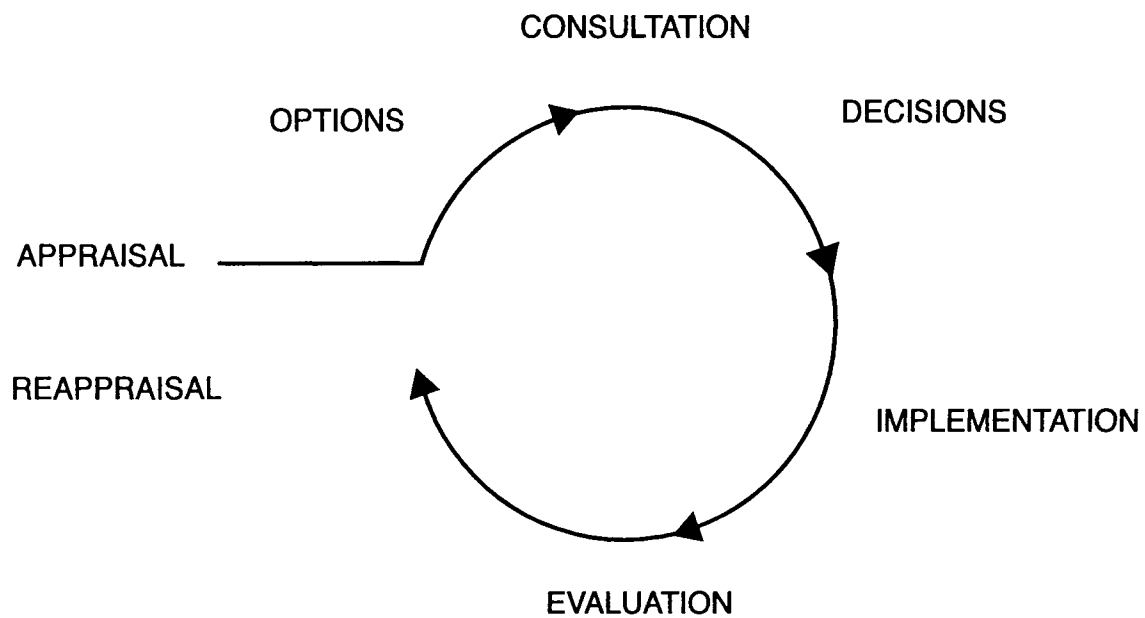 CONSULTATION
OPTIONS
DECISIONS
APPRAISAL
REAPPRAISAL
IMPLEMENTATION
EVALUATION